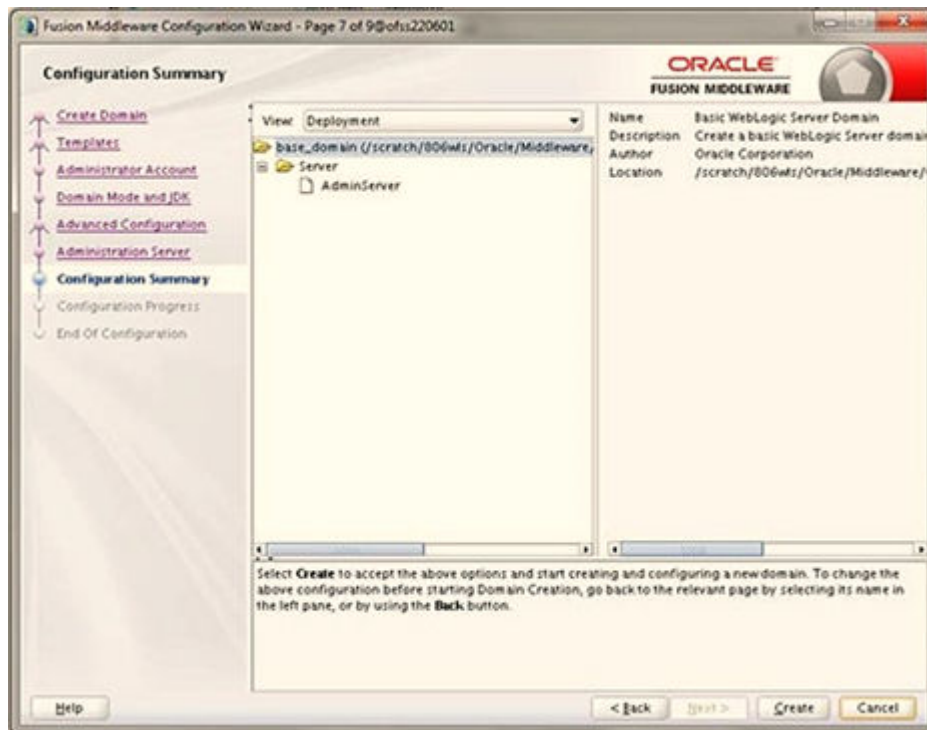 Fusion Middleware Configuration Wizard - Page 7 of 9@ofss220601
Configuration Summary
ORACLE
FUSION MIDDLEWARE
Create Domain
Templates
Administrator Account
Domain Mode and JDK
Advanced Configuration
Administration Server
Configuration Summary
Configuration Progress
End Of Configuration
View: Deployment
base_domain (/scratch/806wls/Oracle/Middleware/
Server
AdminServer
Name Basic WebLogic Server Domain
Description Create a basic WebLogic Server domai
Author Oracle Corporation
Location /scratch/806wls/Oracle/Middleware/
Select Create to accept the above options and start creating and configuring a new domain. To change the
above configuration before starting Domain Creation, go back to the relevant page by selecting its name in
the left pane, or by using the Back button.
Help
< Back
Next >
Create
Cancel